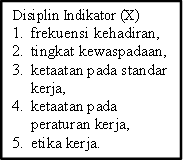 Disiplin Indikator (X)
1. frekuensi kehadiran,
2. tingkat kewaspadaan,
3. ketaatan pada standar
kerja,
4. ketaatan pada
peraturan kerja,
5. etika kerja.